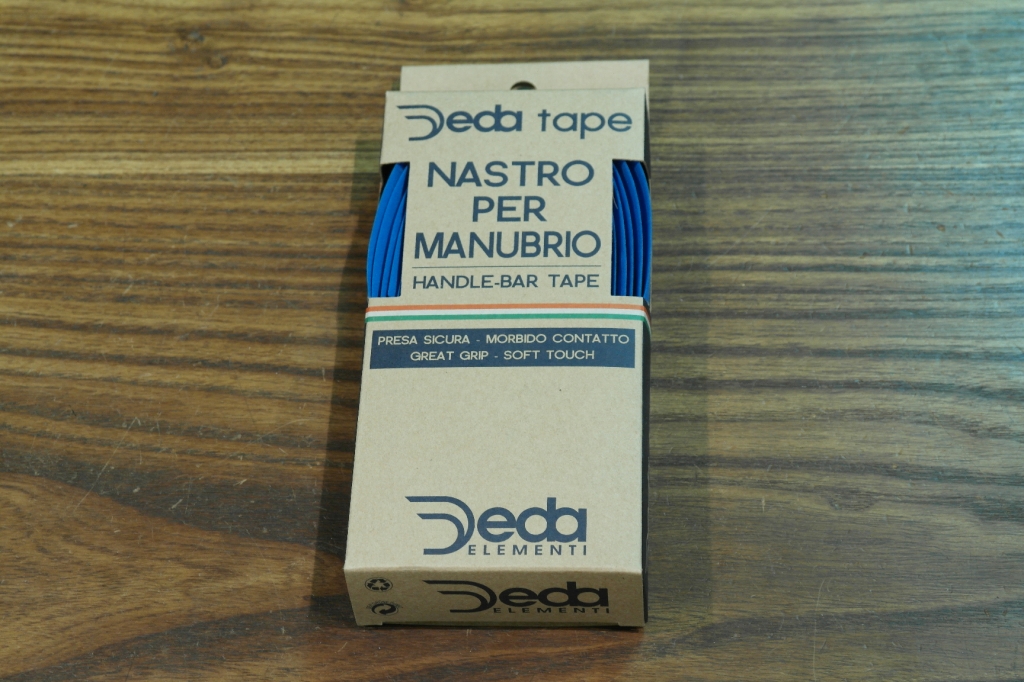 Deda tape
NASTRO
PER
MANUBRIO
HANDLE-BAR TAPE
PRESA SICURA - MORBIDO CONTATTO
GREAT GRIP - SOFT TOUCH
Deda
ELEMENTI
Deda
ELEMENTI